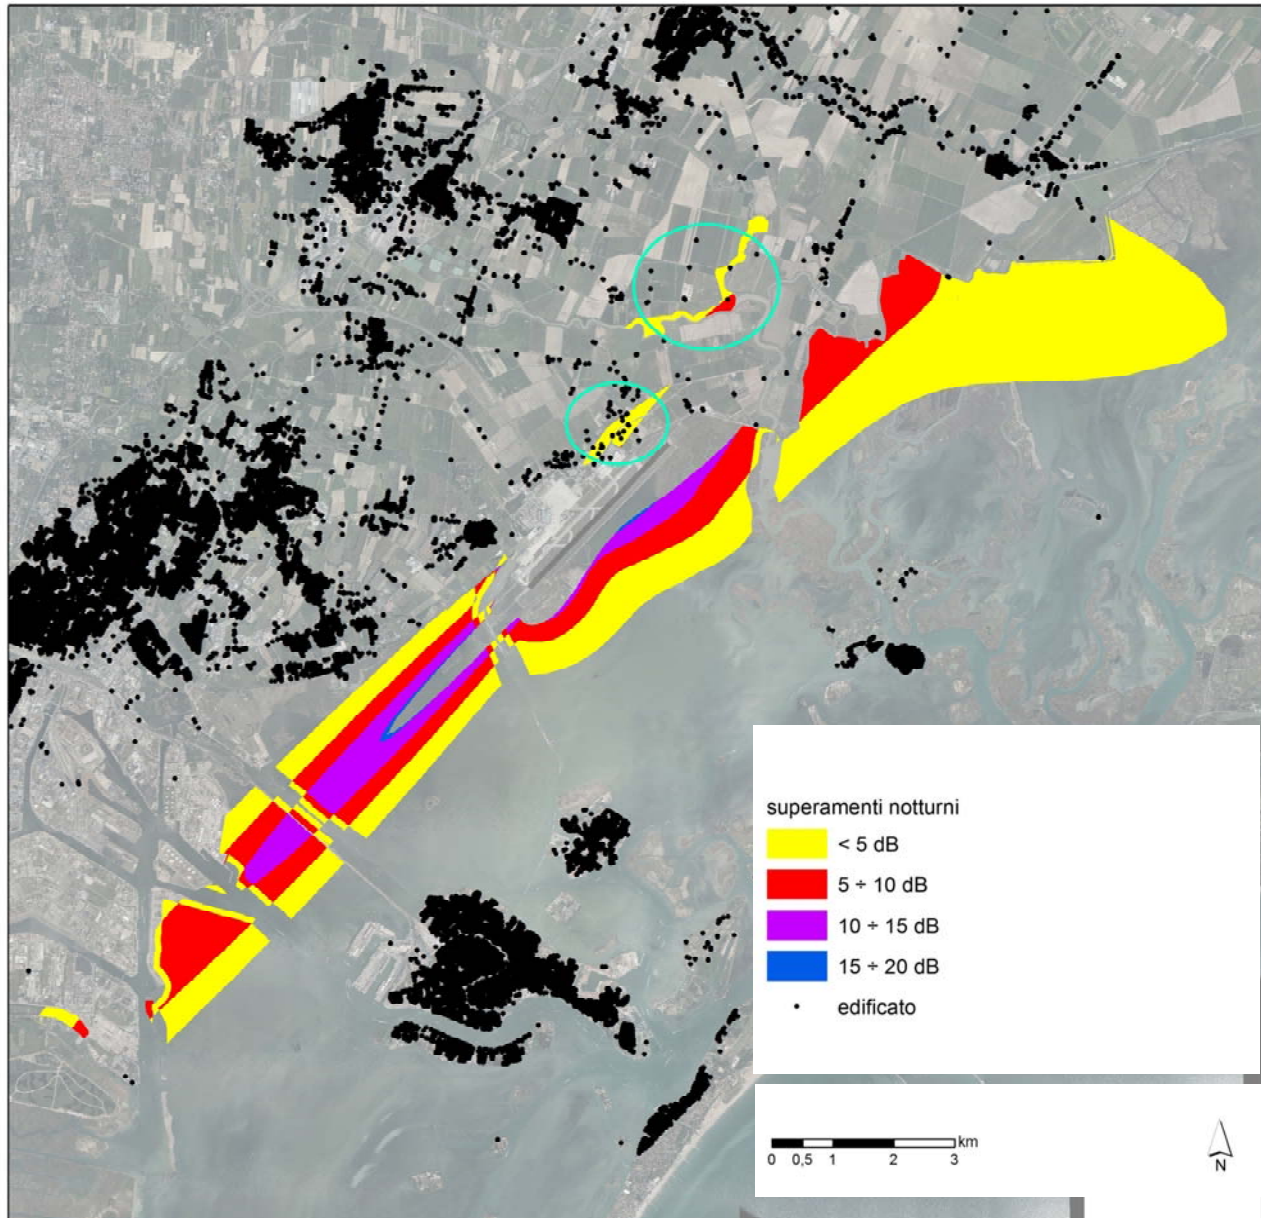 superamenti notturni
< 5 dB
5 ÷ 10 dB
10 ÷ 15 dB
15 ÷ 20 dB
edificato
km
0 0,5 1 2 3
N